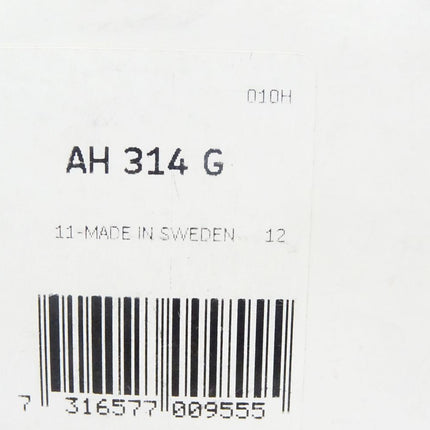 010H
AH 314 G
11-MADE IN SWEDEN 12
7 316577 009555